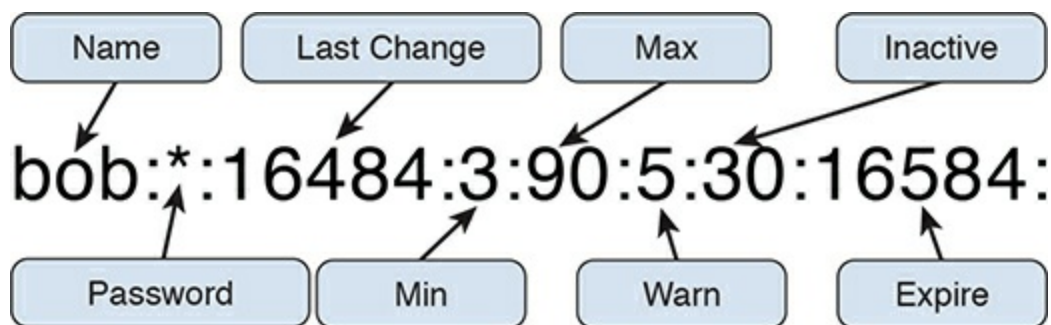 Name Last Change Max Inactive
bob:*:16484:3:90:5:30:16584:
Password Min Warn Expire